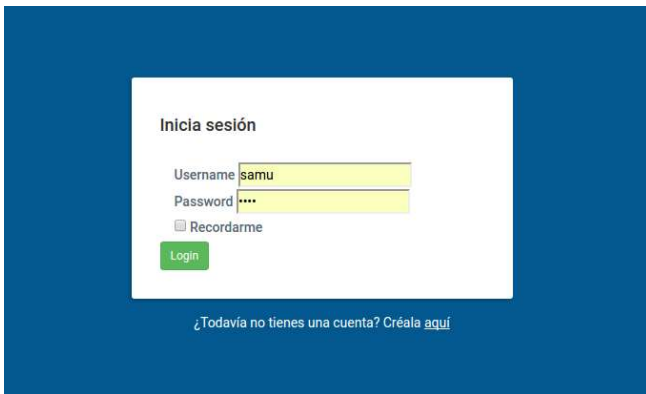 Inicia sesión
Username samu
Password ••••
Recordarme
Login
¿Todavía no tienes una cuenta? Créala aquí